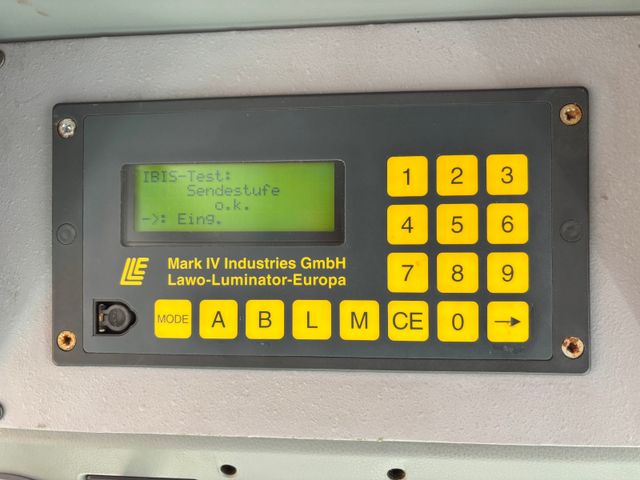 IBIS-Test:
Sendestufe
o.k.
->: Eing.
LLE
Mark IV Industries GmbH
Lawo-Luminator-Europa
1 2 3
4 5 6
7 8 9
MODE A B L M CE 0 →